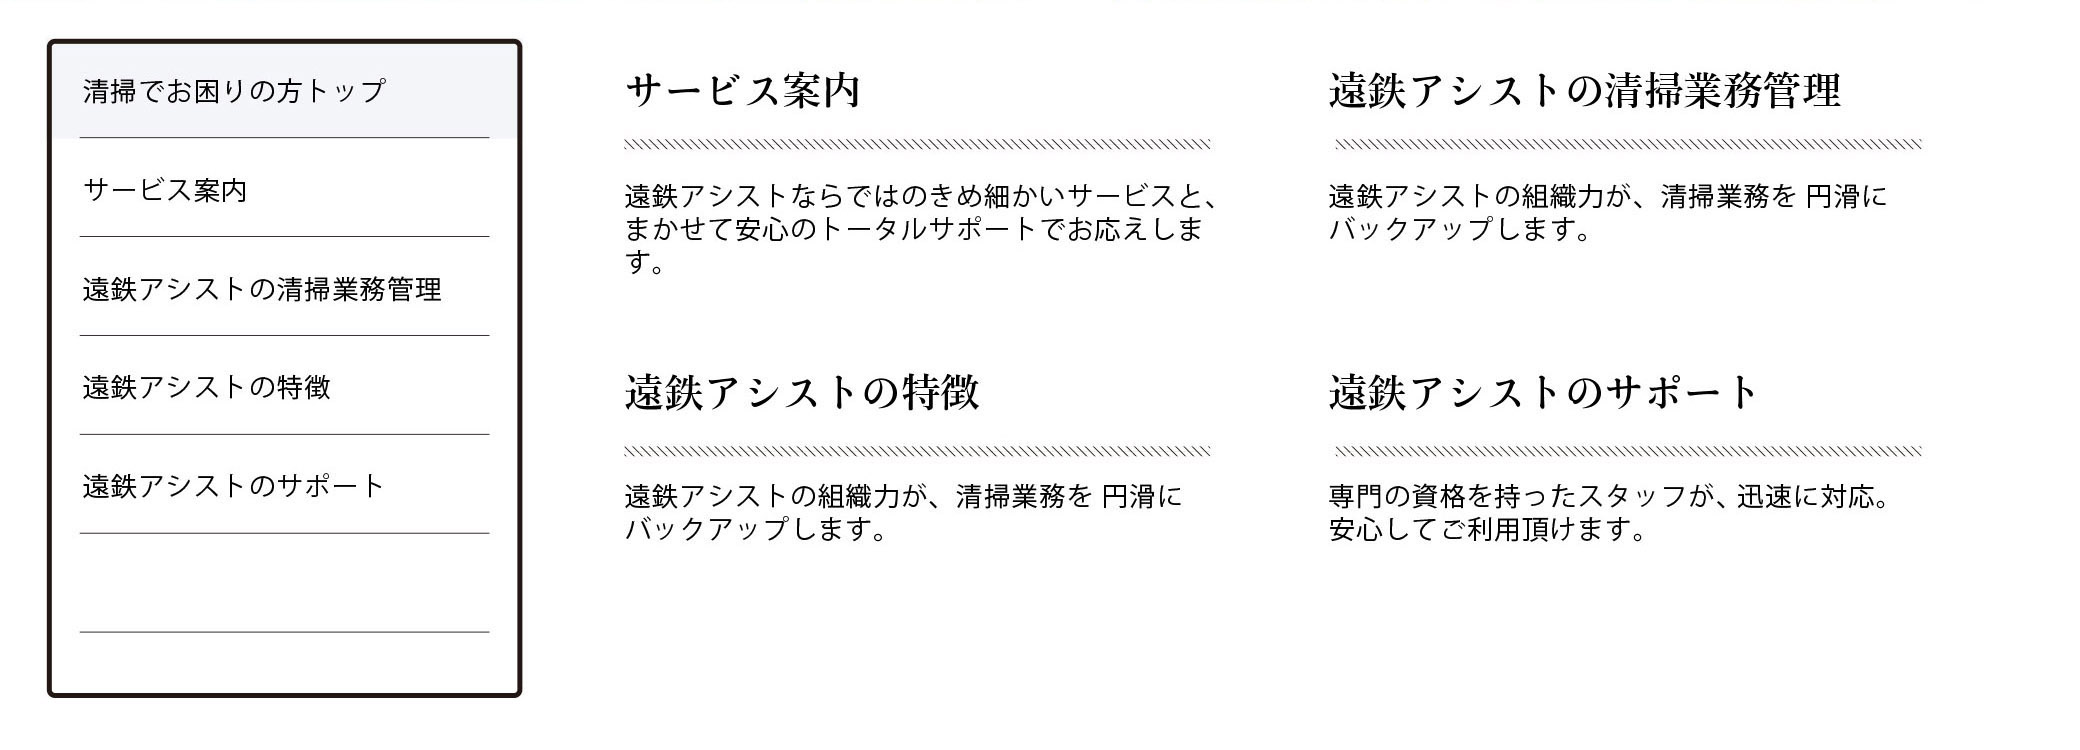 清掃でお困りの方トップ
サービス案内
遠鉄アシストの清掃業務管理
遠鉄アシストの特徴
遠鉄アシストのサポート
サービス案内
遠鉄アシストならではのきめ細かいサービスと、
まかせて安心のトータルサポートでお応えしま
す。
遠鉄アシストの清掃業務管理
遠鉄アシストの組織力が、清掃業務を 円滑に
バックアップします。
遠鉄アシストの特徴
遠鉄アシストの組織力が、清掃業務を 円滑に
バックアップします。
遠鉄アシストのサポート
専門の資格を持ったスタッフが、迅速に対応。
安心してご利用頂けます。